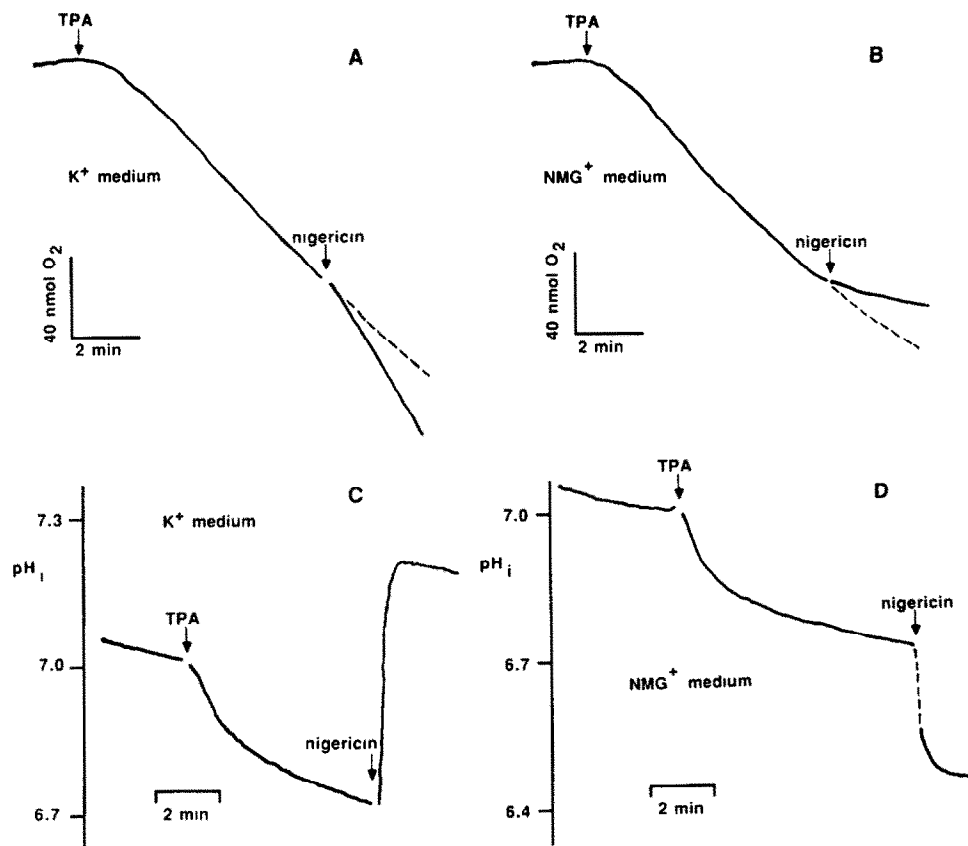 TPA
A
K⁺ medium
nigericin
40 nmol O₂
2 min
TPA
B
NMG⁺ medium
nigericin
40 nmol O₂
2 min
C
7.3
K⁺ medium
pH i
TPA
7.0
nigericin
2 min
6.7
TPA
D
7.0
pH i
nigericin
6.7
NMG⁺ medium
2 min
6.4